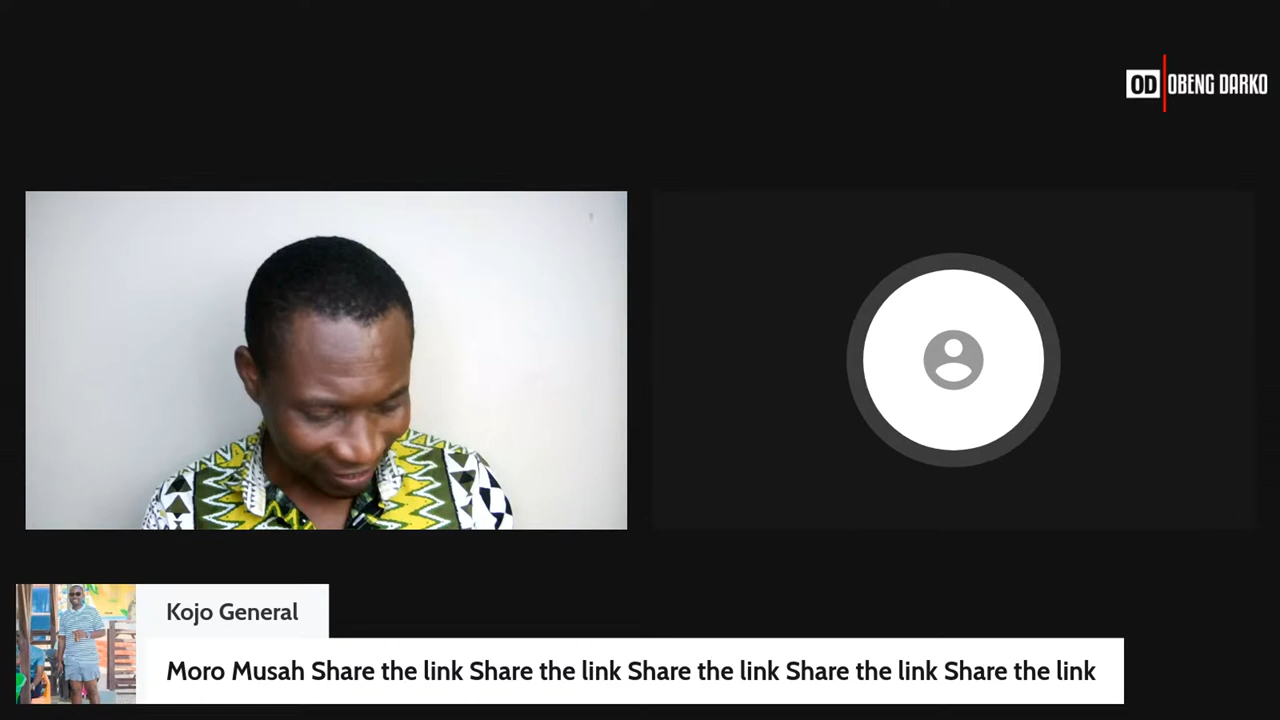 OD OBENG DARKO
Kojo General
Moro Musah Share the link Share the link Share the link Share the link Share the link